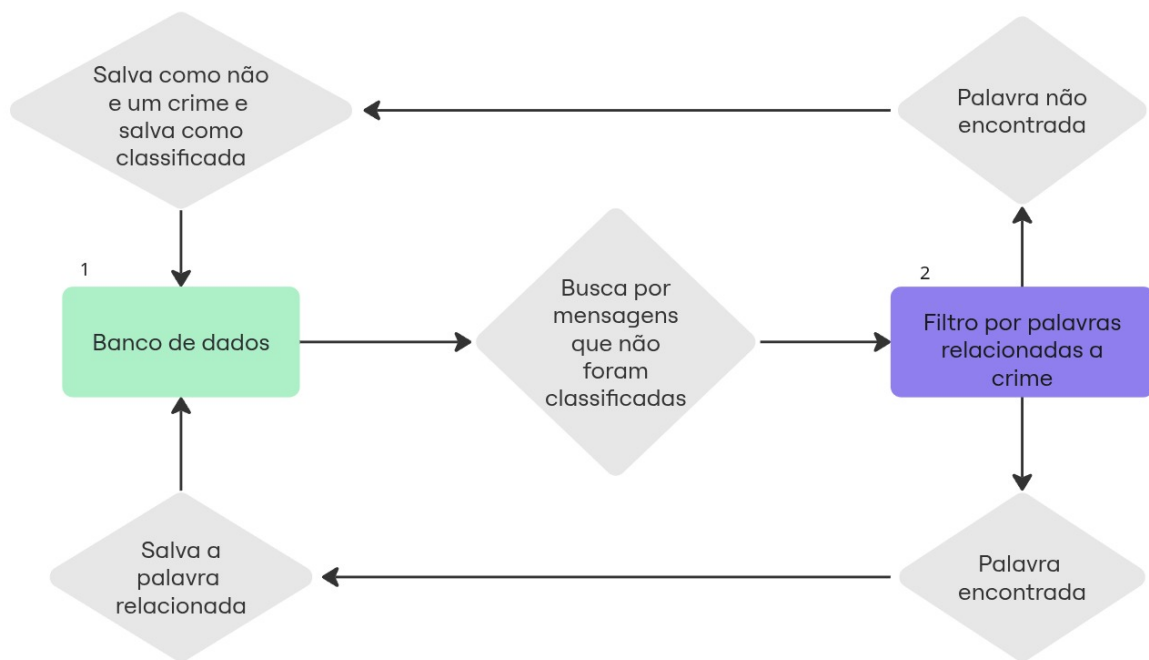 Salva como não
e um crime e
salva como
classificada
Palavra não
encontrada
1
Banco de dados
Busca por
mensagens
que não
foram
classificadas
2
Filtro por palavras
relacionadas a
crime
Salva a
palavra
relacionada
Palavra
encontrada